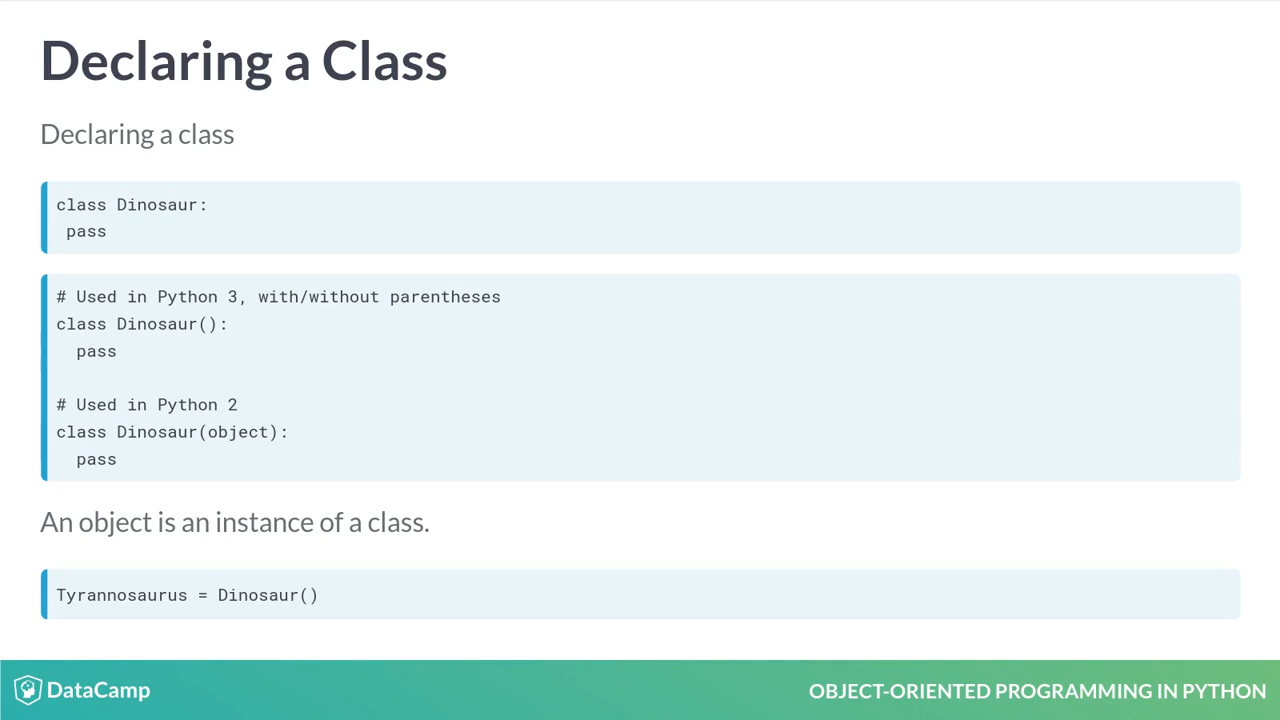 Declaring a Class
Declaring a class
class Dinosaur:
 pass
# Used in Python 3, with/without parentheses
class Dinosaur():
  pass

# Used in Python 2
class Dinosaur(object):
  pass
An object is an instance of a class.
Tyrannosaurus = Dinosaur()
DataCamp
OBJECT-ORIENTED PROGRAMMING IN PYTHON